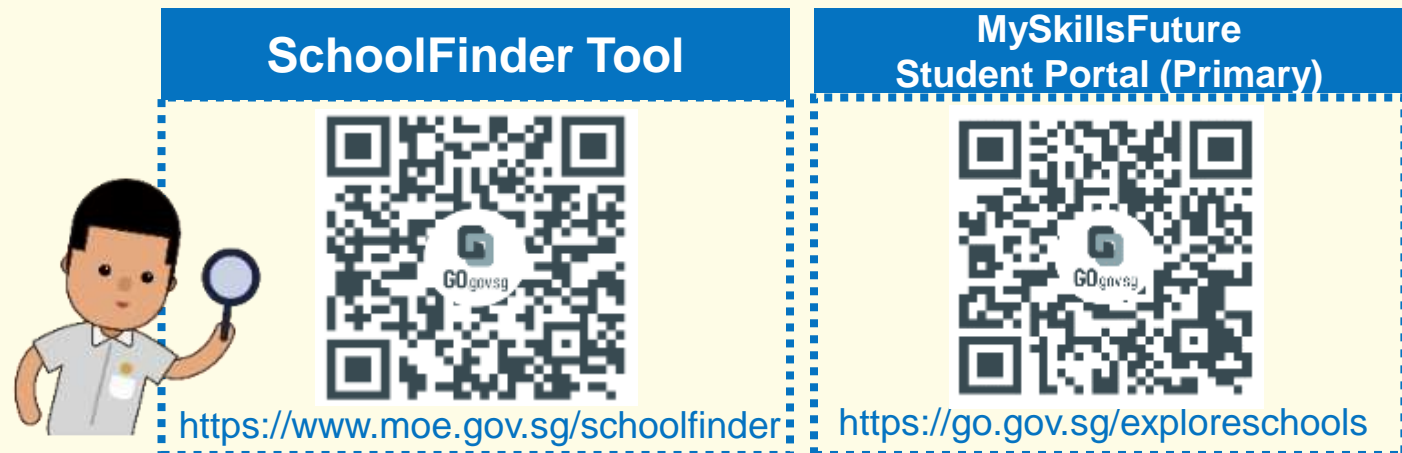 SchoolFinder Tool
MySkillsFuture
Student Portal (Primary)
GOgovsg
GOgovsg
https://www.moe.gov.sg/schoolfinder
https://go.gov.sg/exploreschools